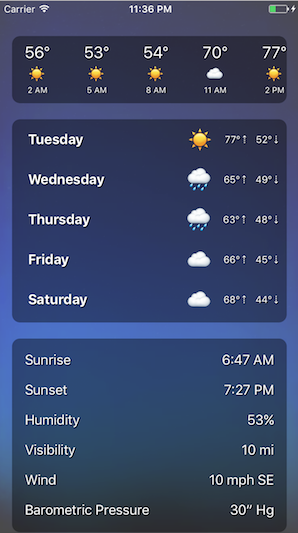 Carrier 11:36 PM
56° 53° 54° 70° 77°
2 AM 5 AM 8 AM 11 AM 2 PM
Tuesday 77°↑ 52°↓
Wednesday 65°↑ 49°↓
Thursday 63°↑ 48°↓
Friday 66°↑ 45°↓
Saturday 68°↑ 44°↓
Sunrise 6:47 AM
Sunset 7:27 PM
Humidity 53%
Visibility 10 mi
Wind 10 mph SE
Barometric Pressure 30” Hg